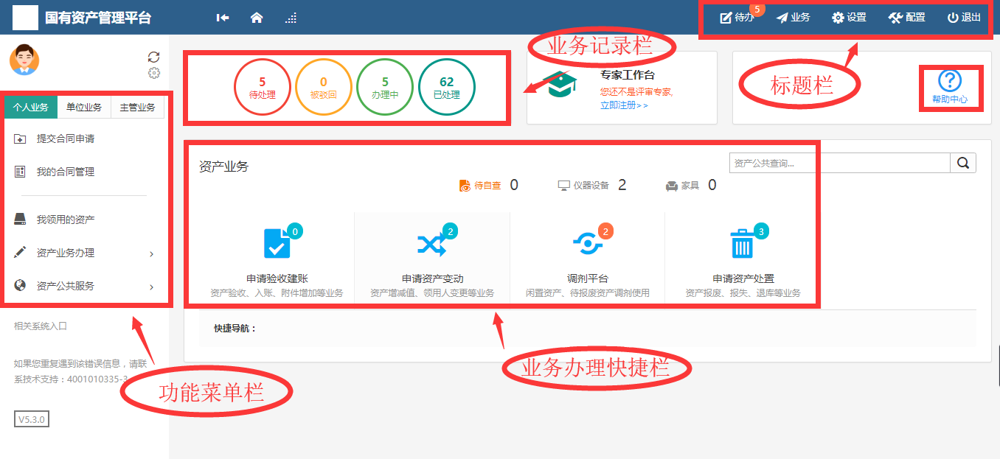 国有资产管理平台
待办 5 业务 设置 配置 退出
个人业务 单位业务 主管业务
提交合同申请
我的合同管理
我领用的资产
资产业务办理
资产公共服务
相关系统入口
如果您重复遇到该错误信息，请联
系技术支持：4001010335-3
V5.3.0
功能菜单栏
5
待处理
0
被驳回
5
办理中
62
已处理
业务记录栏
专家工作台
您还不是评审专家,
立即注册>>
标题栏
帮助中心
资产业务
资产公共查询...
待自查 0 仪器设备 2 家具 0
0
申请验收建账
资产验收、入账、附件增加等业务
2
申请资产变动
资产增减值、领用人变更等业务
2
调剂平台
闲置资产、待报废资产调剂使用
3
申请资产处置
资产报废、报失、退库等业务
快捷导航：
业务办理快捷栏